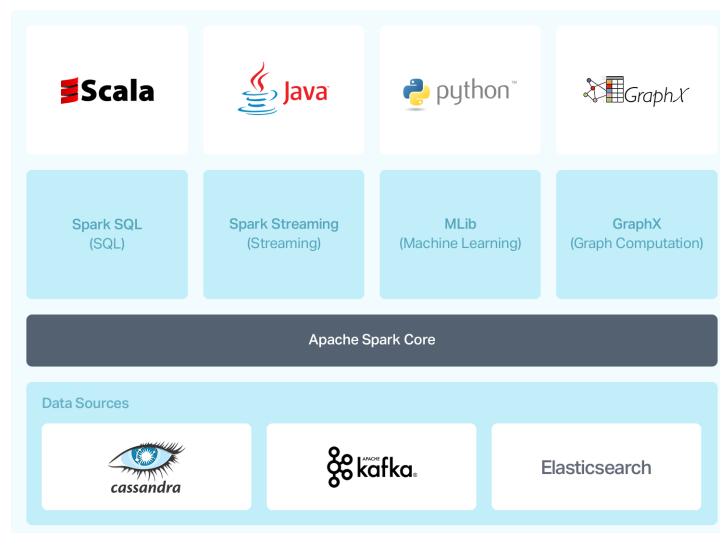 Scala
Java
python™
GraphX
Spark SQL
(SQL)
Spark Streaming
(Streaming)
MLib
(Machine Learning)
GraphX
(Graph Computation)
Apache Spark Core
Data Sources
cassandra
APACHE
kafka®
Elasticsearch